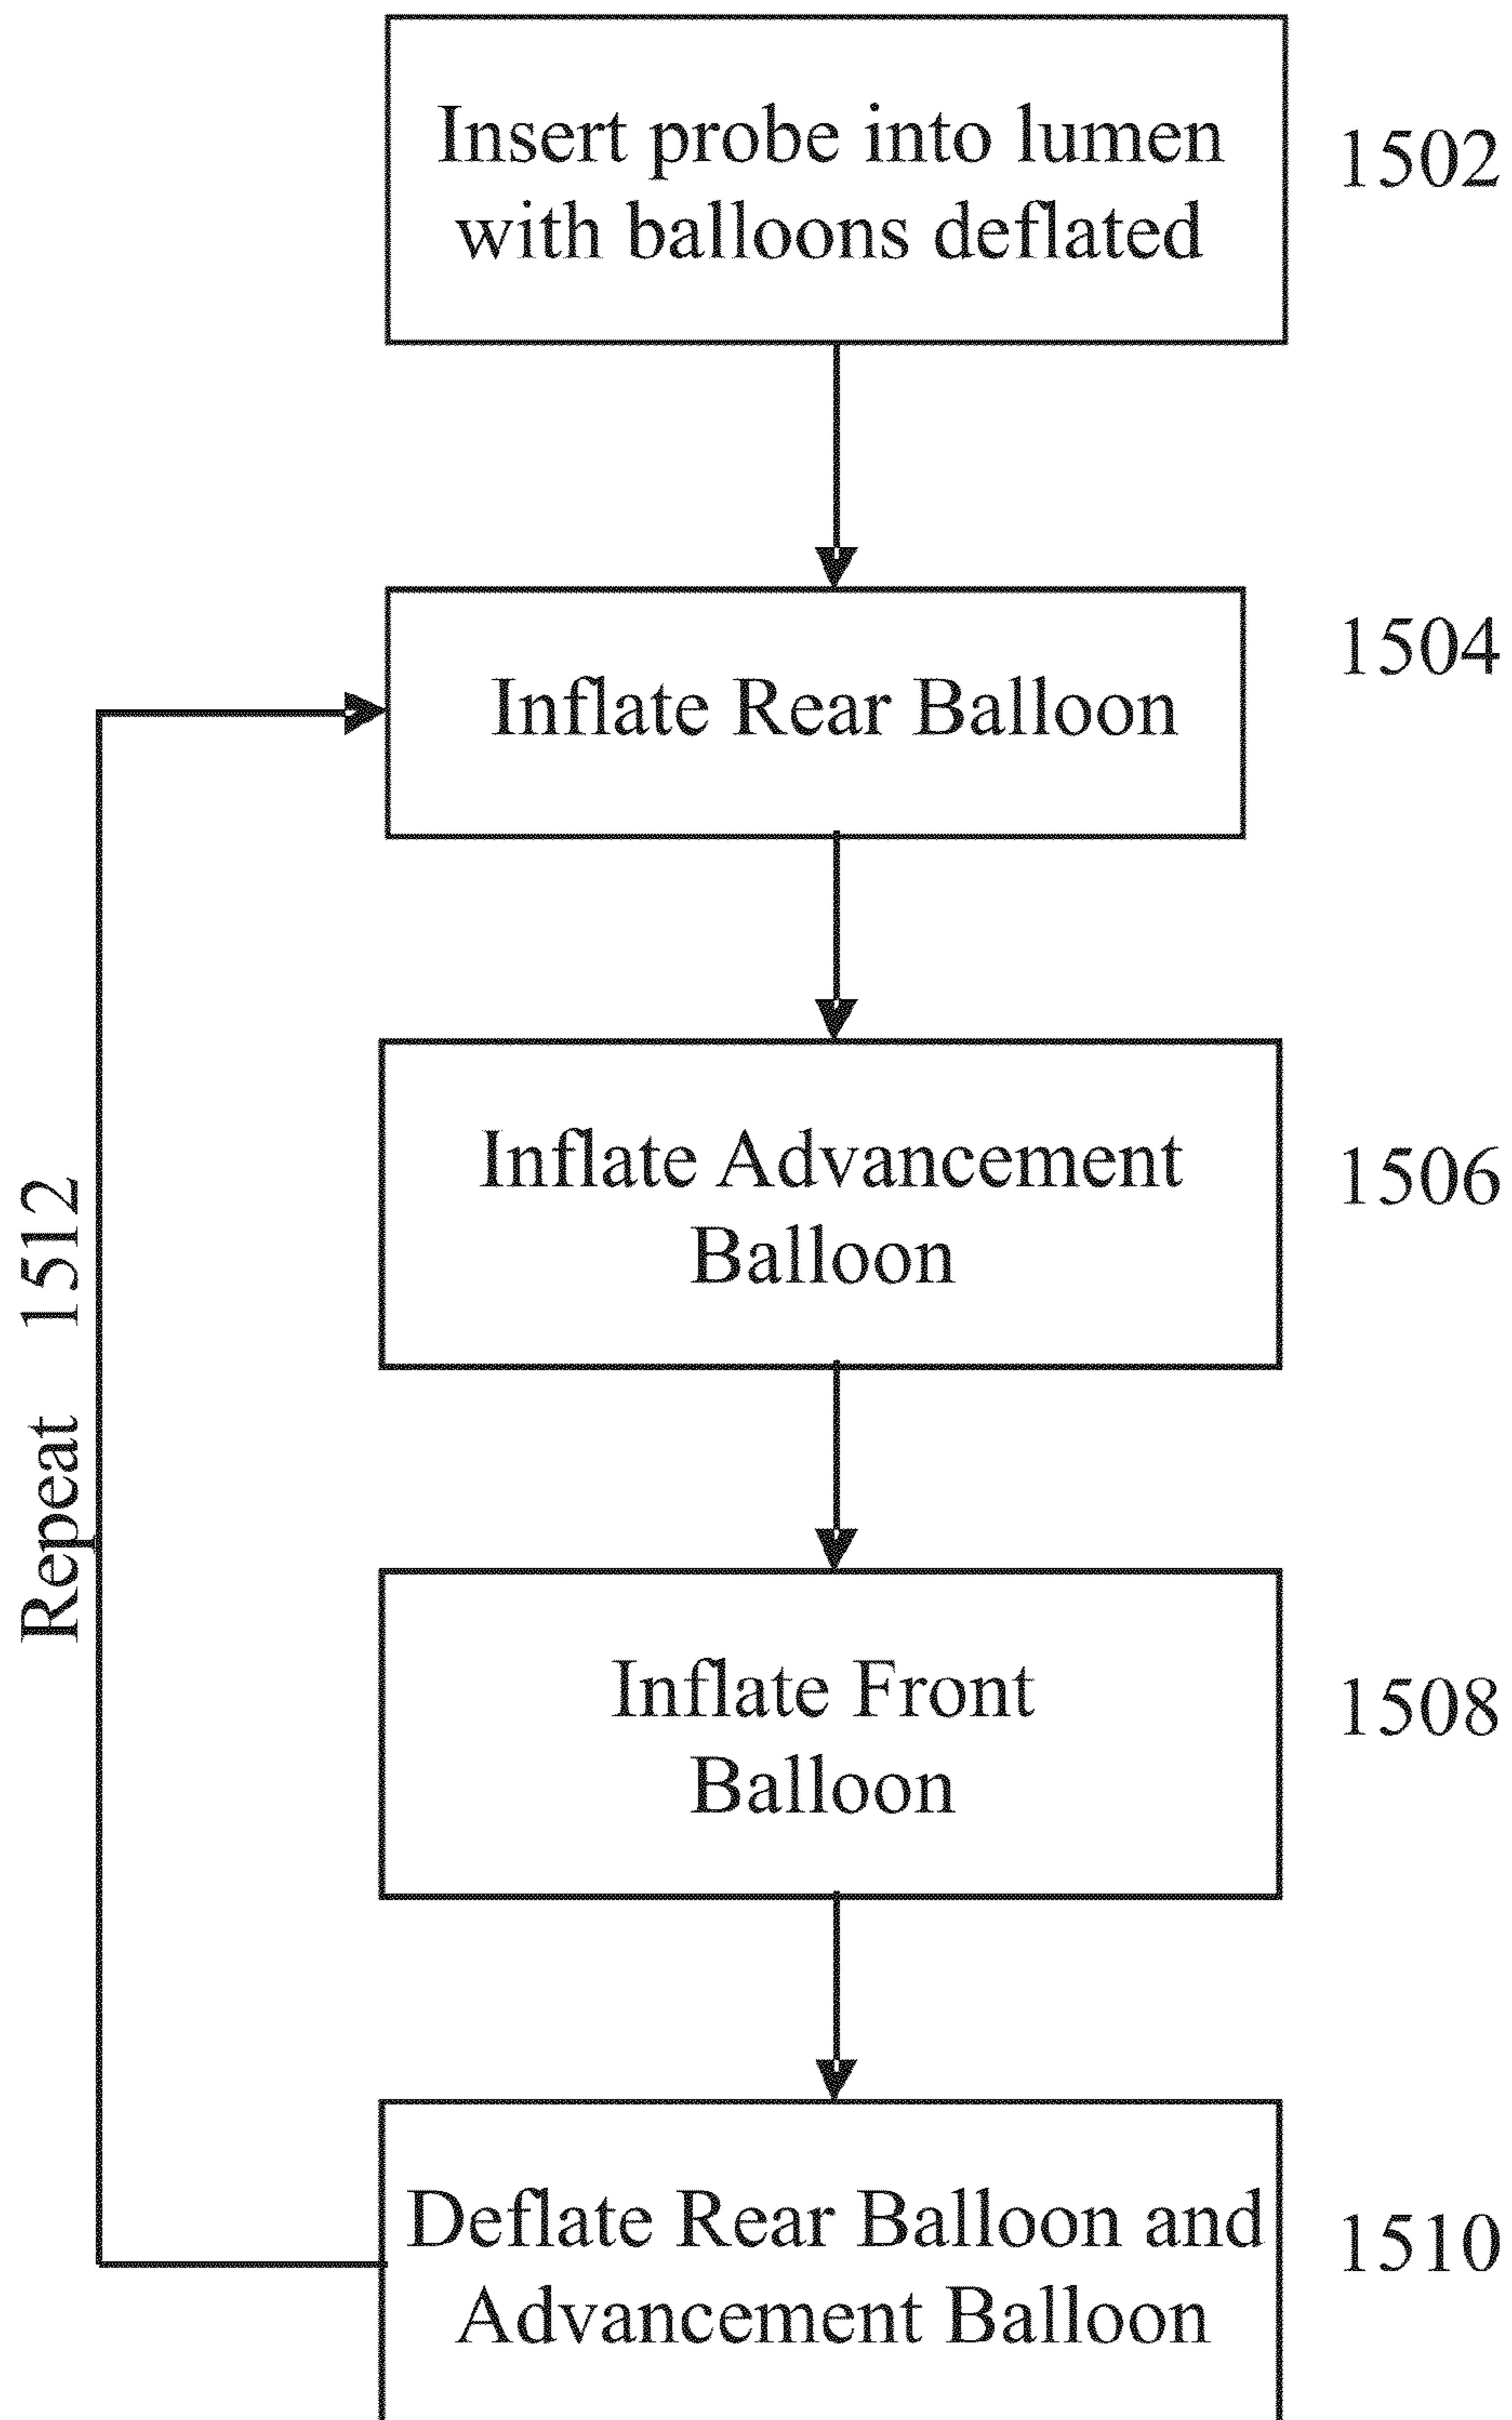 Insert probe into lumen
with balloons deflated
1502
Inflate Rear Balloon
1504
Inflate Advancement
Balloon
1506
Inflate Front
Balloon
1508
Deflate Rear Balloon and
Advancement Balloon
1510
Repeat 1512